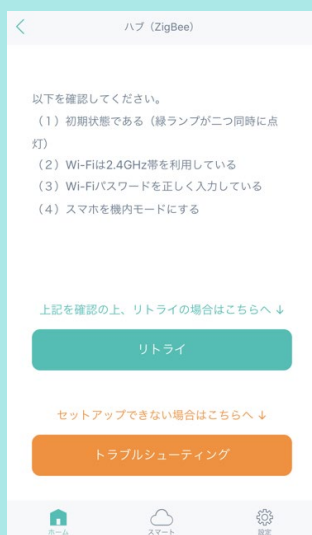 ハブ（ZigBee）
以下を確認してください。
（１）初期状態である（緑ランプが二つ同時に点
灯）
（２）Wi-Fiは2.4GHz帯を利用している
（３）Wi-Fiパスワードを正しく入力している
（４）スマホを機内モードにする
上記を確認の上、リトライの場合はこちらへ ↓
リトライ
セットアップできない場合はこちらへ ↓
トラブルシューティング
ホーム
スマート
設定